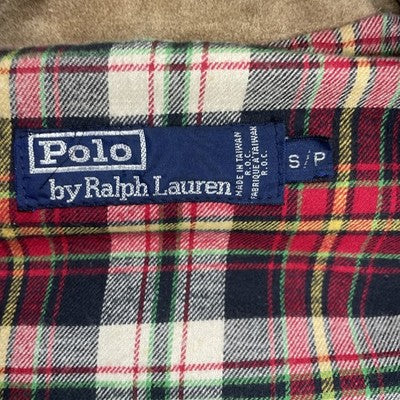 Polo
by Ralph Lauren
MADE IN TAIWAN
R.O.C.
FABRIQUÉ A TAIWAN
R.O.C.
S/P